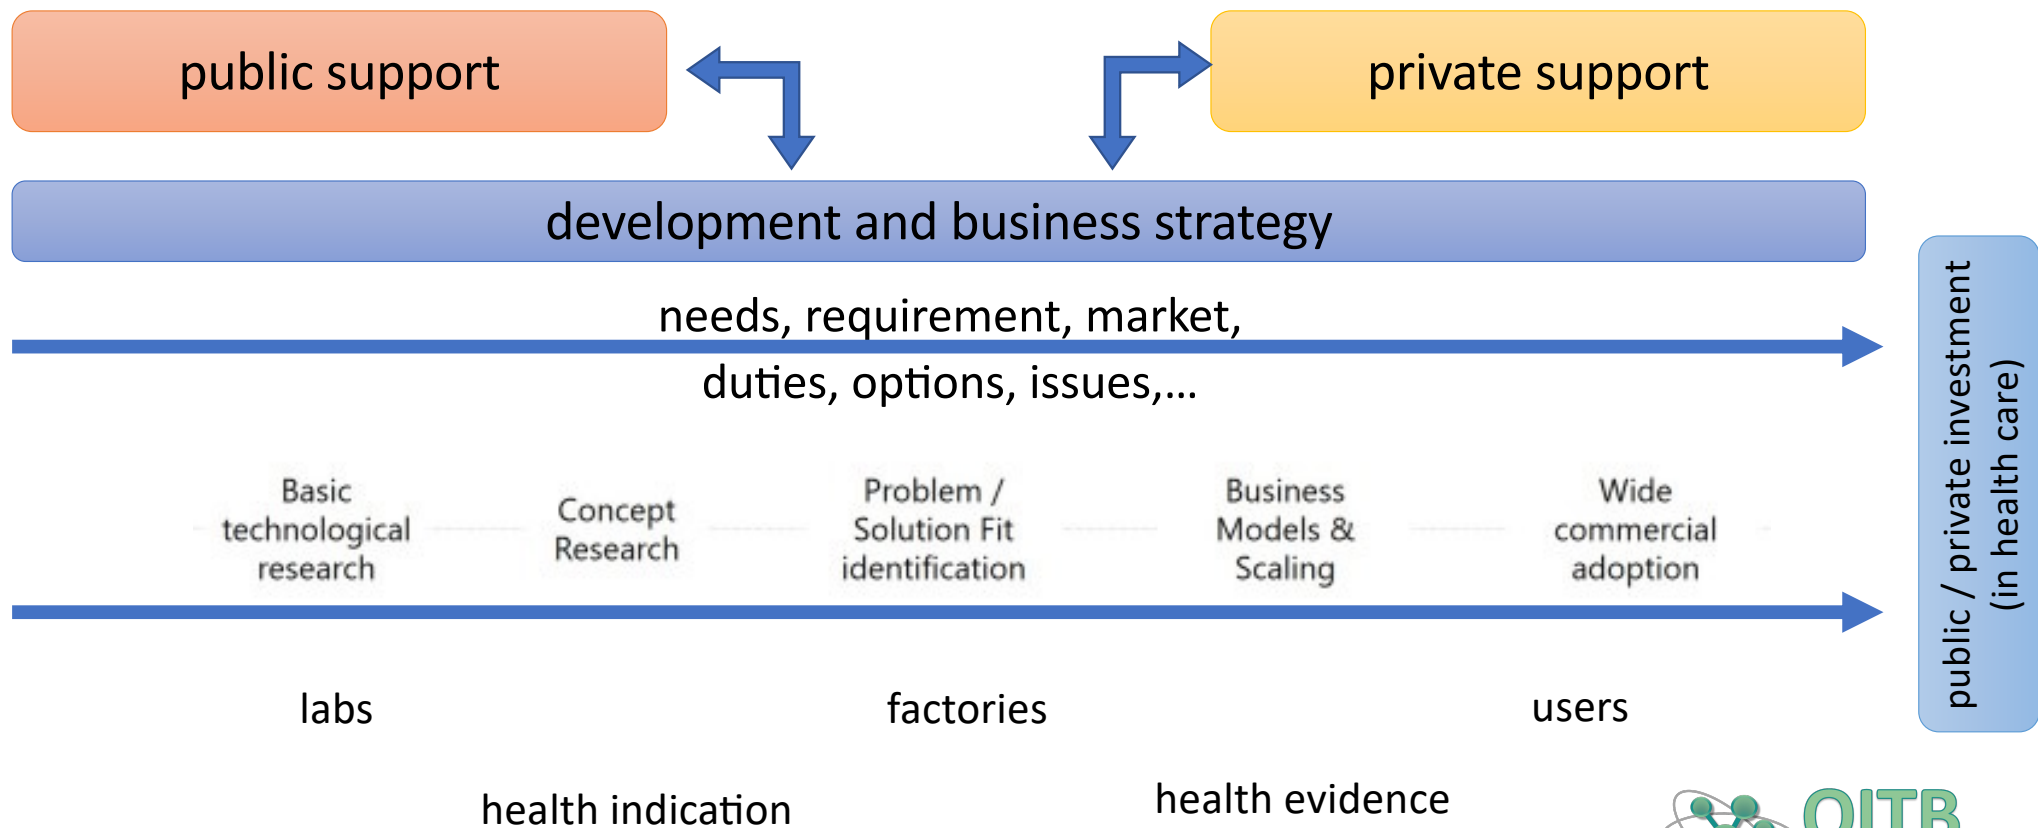 public support
private support
development and business strategy
needs, requirement, market,
duties, options, issues,...
Basic
technological
research
Concept
Research
Problem /
Solution Fit
identification
Business
Models &
Scaling
Wide
commercial
adoption
public / private investment
(in health care)
labs
factories
users
health indication
health evidence
OITB